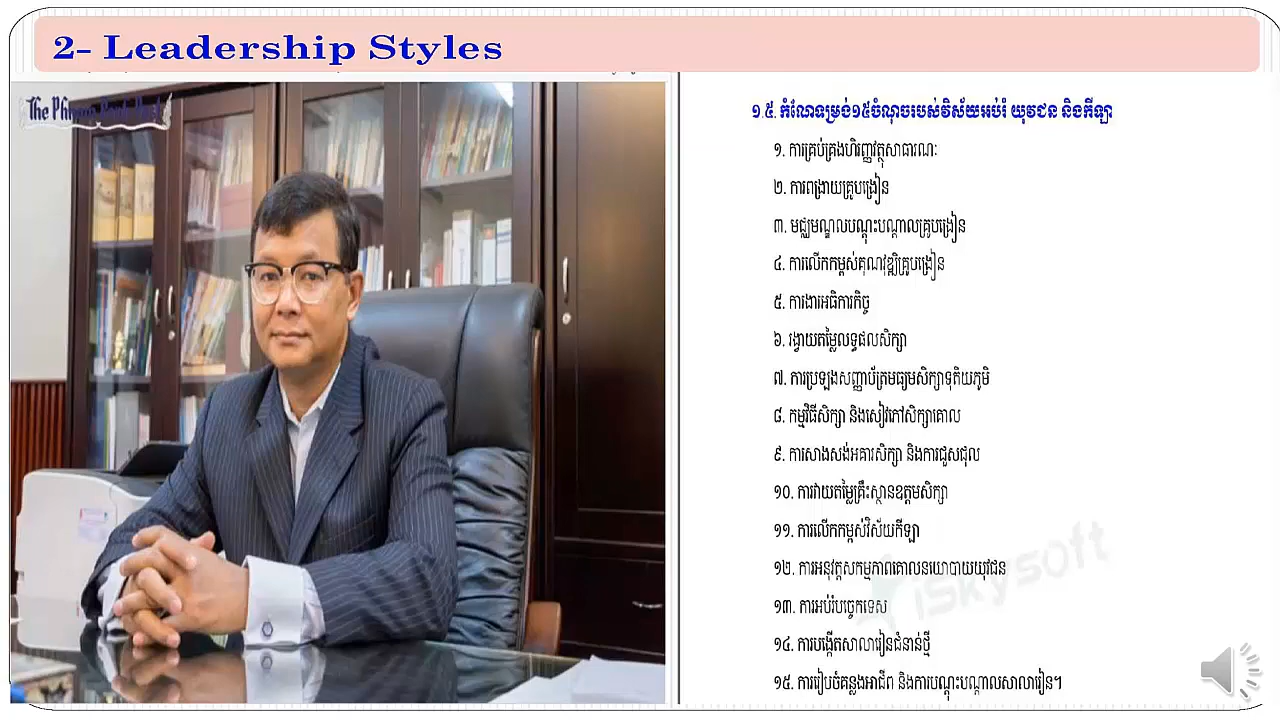 2- Leadership Styles
The Phnom Penh Post
១.៥. កំណែទម្រង់១៥ចំណុចរបស់វិស័យអប់រំ យុវជន និងកីឡា
១. ការគ្រប់គ្រងហិរញ្ញវត្ថុសាធារណៈ
២. ការពង្រាយគ្រូបង្រៀន
៣. មជ្ឈមណ្ឌលបណ្តុះបណ្តាលគ្រូបង្រៀន
៤. ការលើកកម្ពស់គុណវុឌ្ឍិគ្រូបង្រៀន
៥. ការងារអធិការកិច្ច
៦. រង្វាយតម្លៃលទ្ធផលសិក្សា
៧. ការប្រឡងសញ្ញាប័ត្រមធ្យមសិក្សាទុតិយភូមិ
៨. កម្មវិធីសិក្សា និងសៀវភៅសិក្សាគោល
៩. ការសាងសង់អគារសិក្សា និងការជួសជុល
១០. ការវាយតម្លៃគ្រឹះស្ថានឧត្តមសិក្សា
១១. ការលើកកម្ពស់វិស័យកីឡា
១២. ការអនុវត្តសកម្មភាពគោលនយោបាយយុវជន
១៣. ការអប់រំបច្ចេកទេស
១៤. ការបង្កើតសាលារៀនជំនាន់ថ្មី
១៥. ការរៀបចំគន្លងអាជីព និងការបណ្តុះបណ្តាលសាលារៀន។
iSkysoft